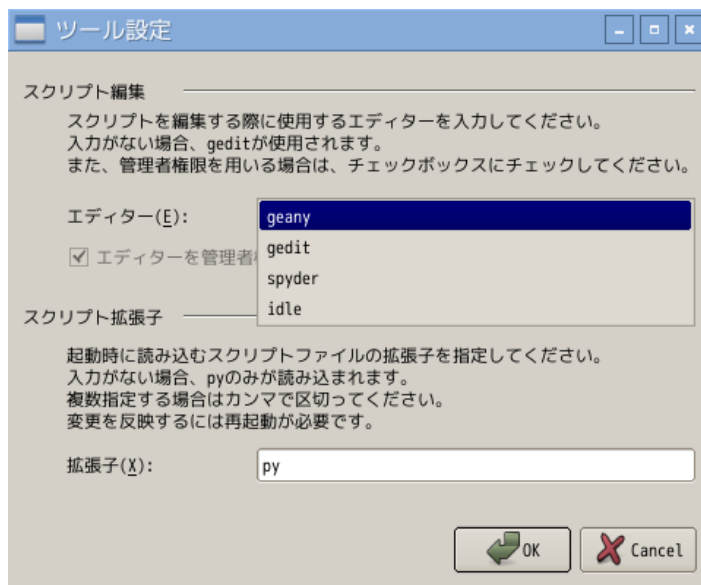 ツール設定
スクリプト編集
スクリプトを編集する際に使用するエディターを入力してください。
入力がない場合、geditが使用されます。
また、管理者権限を用いる場合は、チェックボックスにチェックしてください。
エディター(E):
geany
gedit
エディターを管理者
spyder
idle
スクリプト拡張子
起動時に読み込むスクリプトファイルの拡張子を指定してください。
入力がない場合、pyのみが読み込まれます。
複数指定する場合はカンマで区切ってください。
変更を反映するには再起動が必要です。
拡張子(X):
py
OK
Cancel